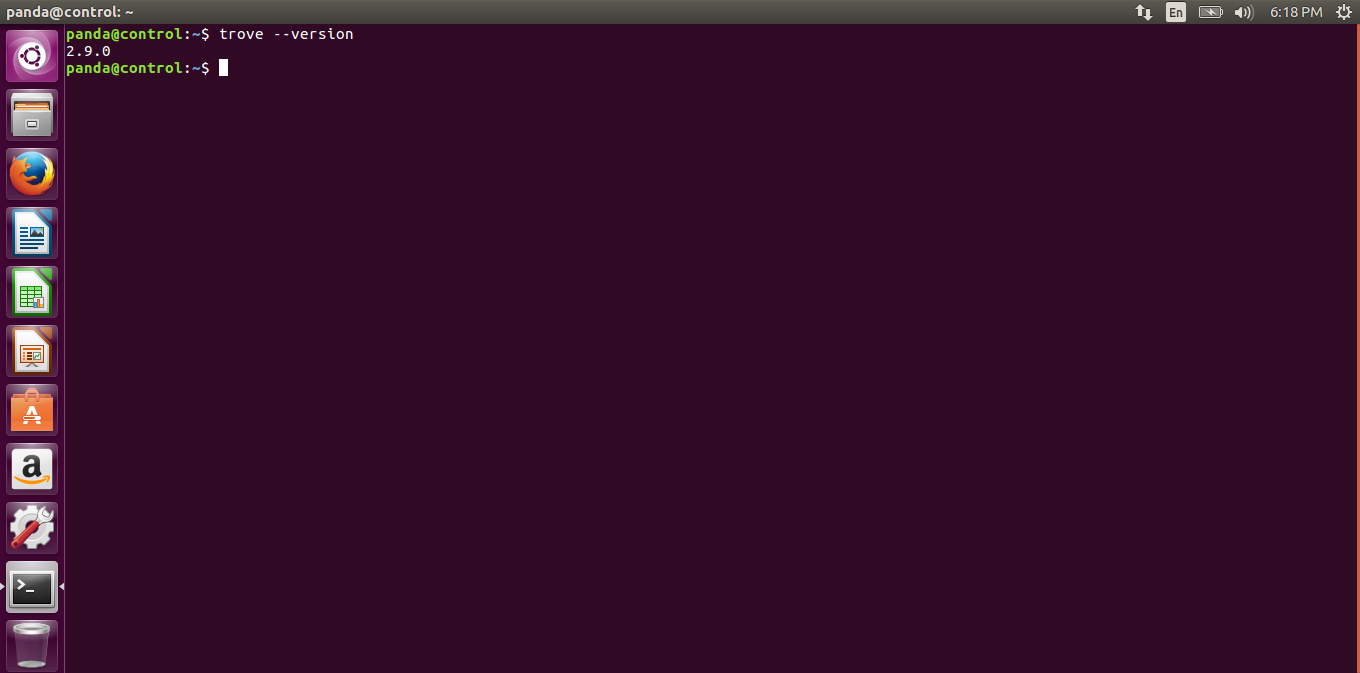 panda@control: ~
En
6:18 PM
panda@control:~$ trove --version
2.9.0
panda@control:~$